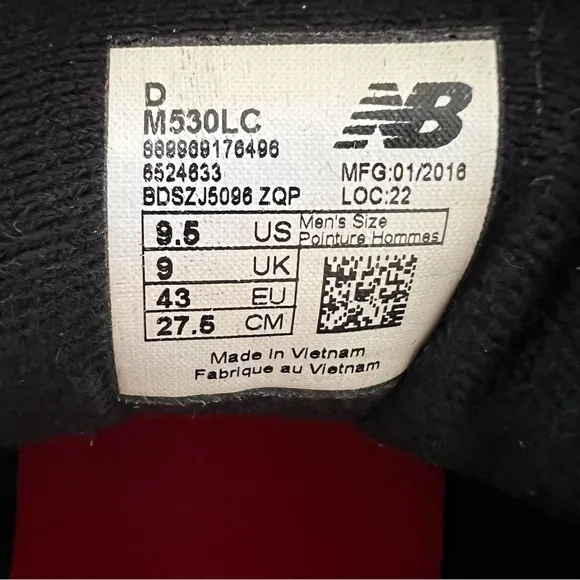 D
M530LC
NB
889969176496
6524633
MFG:01/2016
BDSZJ5096 ZQP
LOC:22
9.5 US Men's Size
Pointure Hommes
9 UK
43 EU
27.5 CM
Made in Vietnam
Fabrique au Vietnam